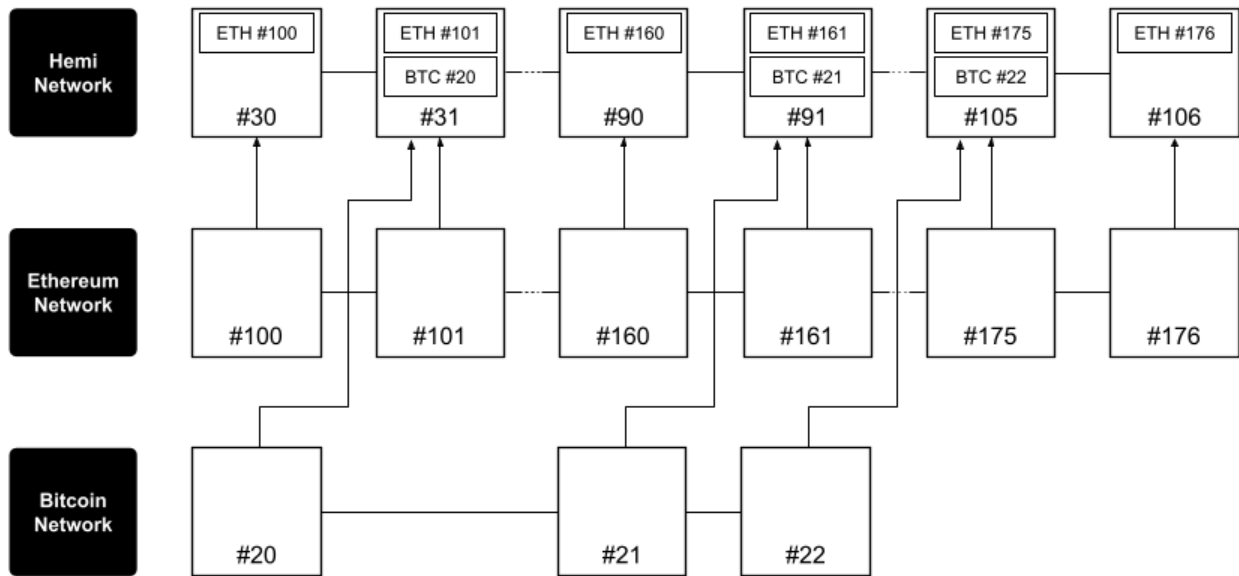 Hemi
Network
ETH #100
ETH #101
ETH #160
ETH #161
ETH #175
ETH #176
BTC #20
BTC #21
BTC #22
#30
#31
#90
#91
#105
#106
Ethereum
Network
#100
#101
#160
#161
#175
#176
Bitcoin
Network
#20
#21
#22